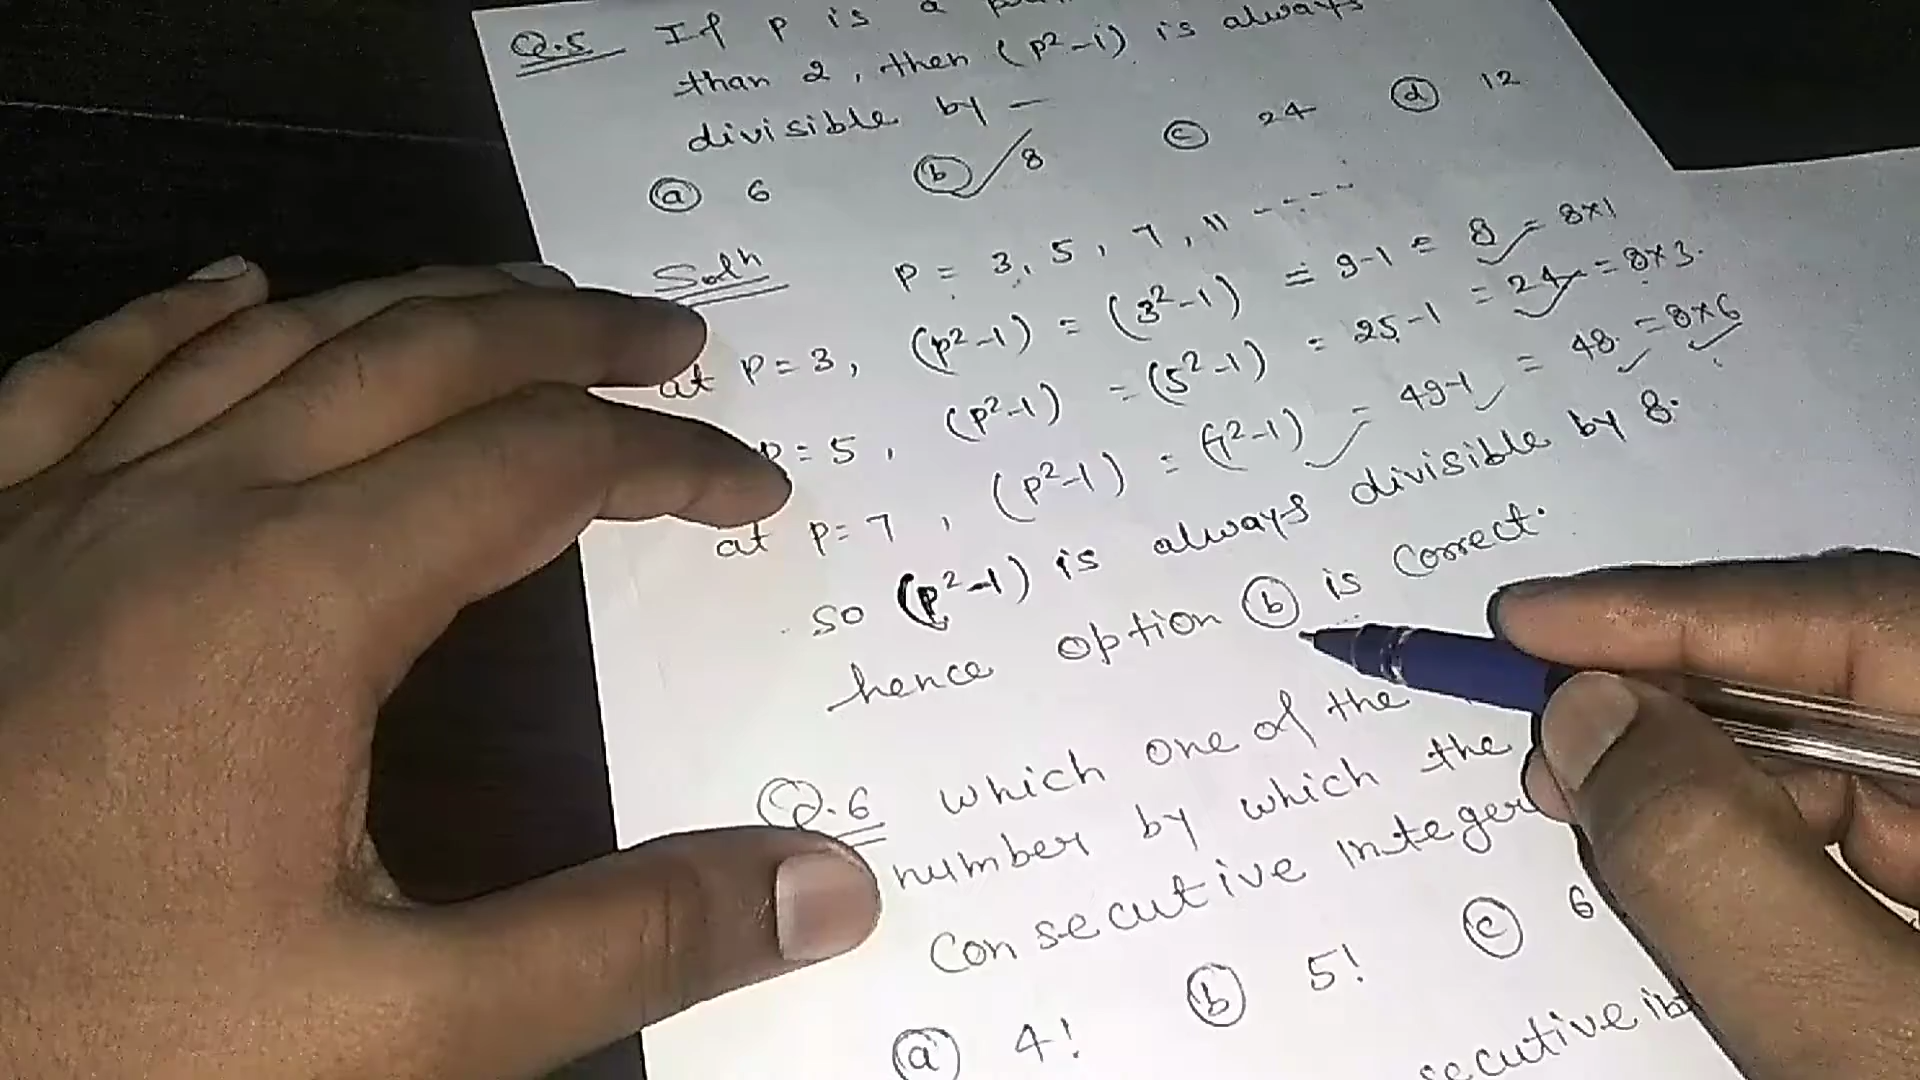 Q.5 If p is a
than 2, then (p²-1) is always
divisible by —
(a) 6 (b) 8 (c) 24 (d) 12
Soln p = 3, 5, 7, 11 -----
at p=3, (p²-1) = (3²-1) = 9-1 = 8 = 8×1
p=5, (p²-1) = (5²-1) = 25-1 = 24 = 8×3.
at p=7, (p²-1) = (7²-1) = 49-1 = 48 = 8×6
so (p²-1) is always divisible by 8.
hence option (b) is correct.
Q.6 which one of the
number by which the
consecutive integer
(a) 4! (b) 5! (c) 6